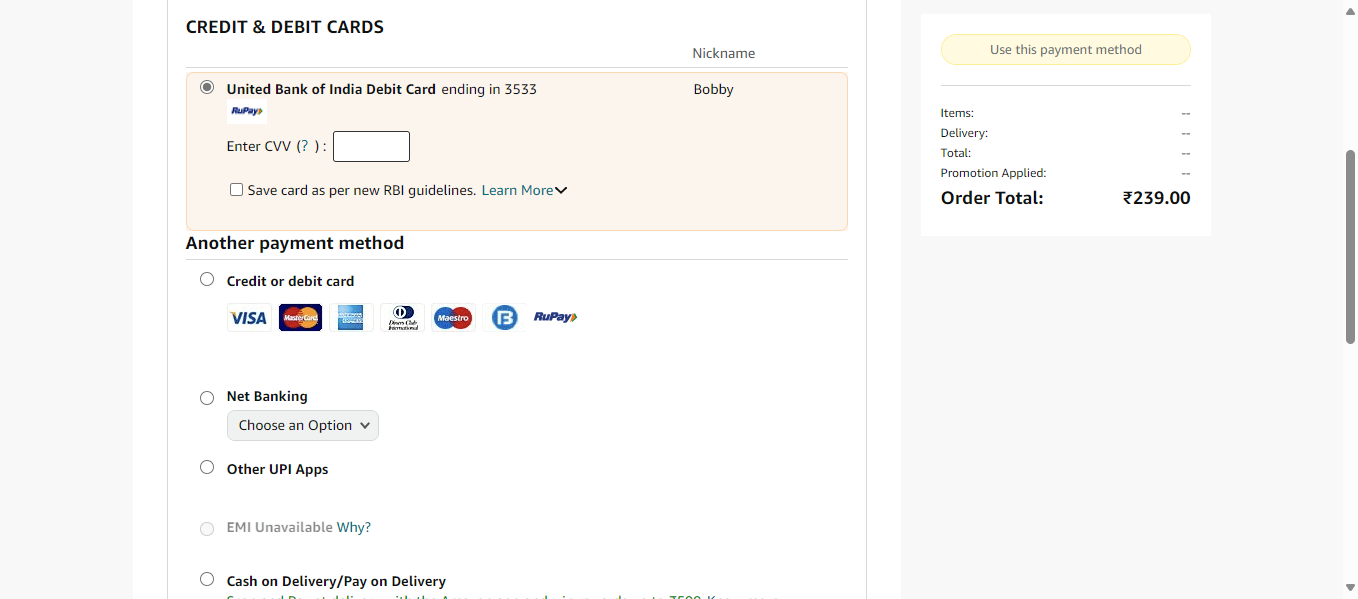 CREDIT & DEBIT CARDS
Nickname
United Bank of India Debit Card ending in 3533
Bobby
RuPay
Enter CVV (? ) :
Save card as per new RBI guidelines. Learn More
Another payment method
Credit or debit card
VISA MasterCard Diners Club International Maestro B RuPay
Net Banking
Choose an Option
Other UPI Apps
EMI Unavailable Why?
Cash on Delivery/Pay on Delivery
Use this payment method
Items: --
Delivery: --
Total: --
Promotion Applied: --
Order Total: ₹239.00